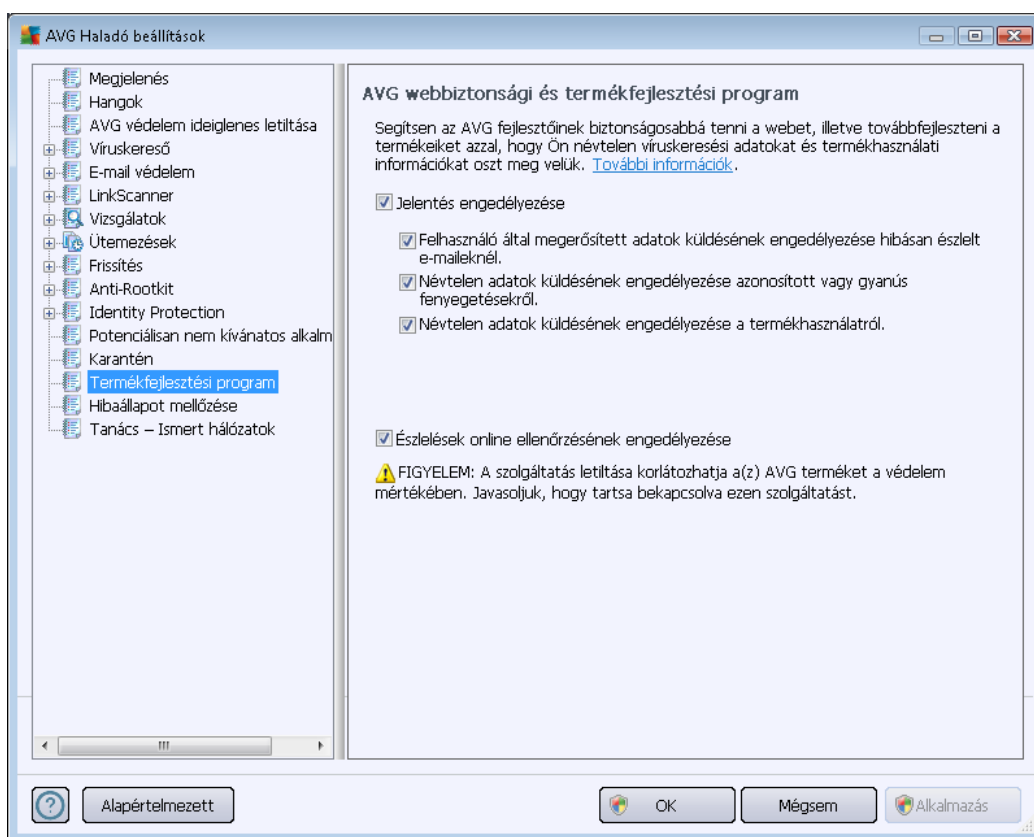 AVG Haladó beállítások
Megjelenés
Hangok
AVG védelem ideiglenes letiltása
Víruskereső
E-mail védelem
LinkScanner
Vizsgálatok
Ütemezések
Frissítés
Anti-Rootkit
Identity Protection
Potenciálisan nem kívánatos alkalm
Karantén
Termékfejlesztési program
Hibaállapot mellőzése
Tanács – Ismert hálózatok
AVG webbiztonsági és termékfejlesztési program
Segítsen az AVG fejlesztőinek biztonságosabbá tenni a webet, illetve továbbfejleszteni a
termékeiket azzal, hogy Ön névtelen víruskeresési adatokat és termékhasználati
információkat oszt meg velük. További információk.
Jelentés engedélyezése
Felhasználó által megerősített adatok küldésének engedélyezése hibásan észlelt
e-maileknél.
Névtelen adatok küldésének engedélyezése azonosított vagy gyanús
fenyegetésekről.
Névtelen adatok küldésének engedélyezése a termékhasználatról.
Észlelések online ellenőrzésének engedélyezése
FIGYELEM: A szolgáltatás letiltása korlátozhatja a(z) AVG terméket a védelem
mértékében. Javasoljuk, hogy tartsa bekapcsolva ezen szolgáltatást.
Alapértelmezett
OK
Mégsem
Alkalmazás